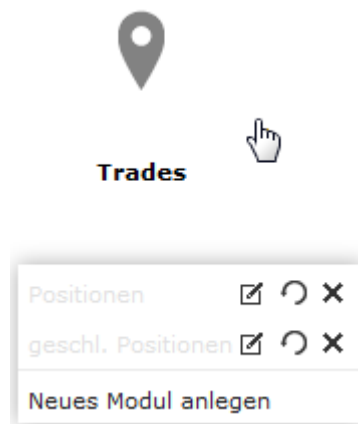 Trades
Positionen
geschl. Positionen
Neues Modul anlegen